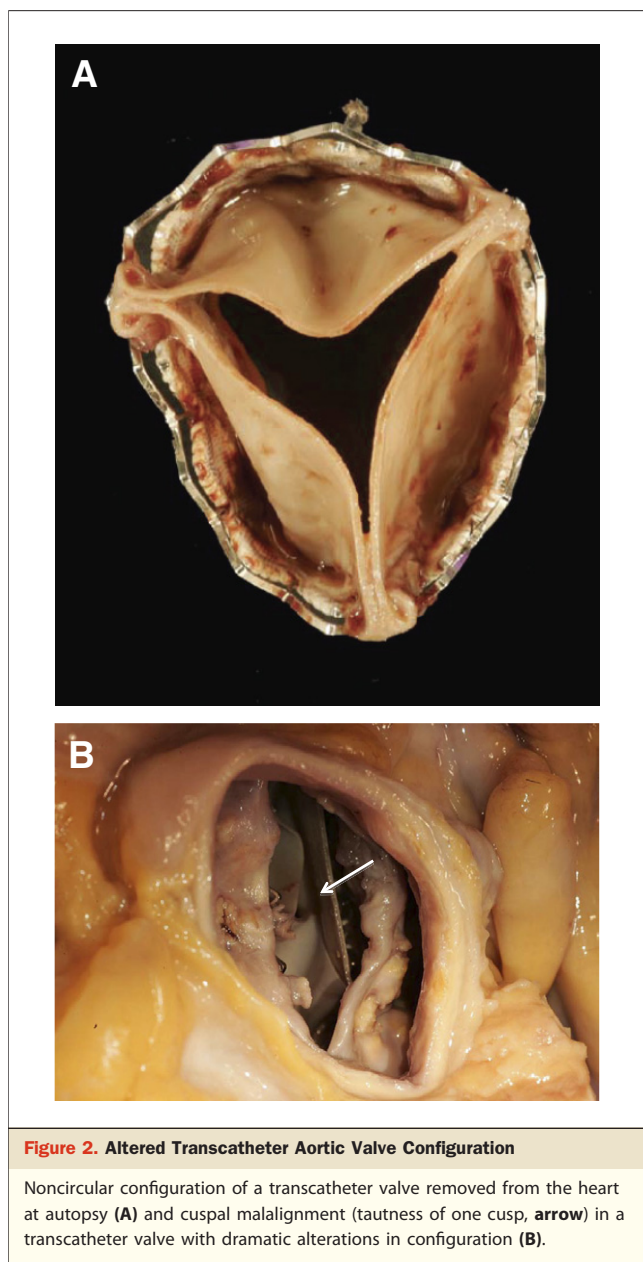 A
B
Figure 2. Altered Transcatheter Aortic Valve Configuration
Noncircular configuration of a transcatheter valve removed from the heart
at autopsy (A) and cuspal malalignment (tautness of one cusp, arrow) in a
transcatheter valve with dramatic alterations in configuration (B).